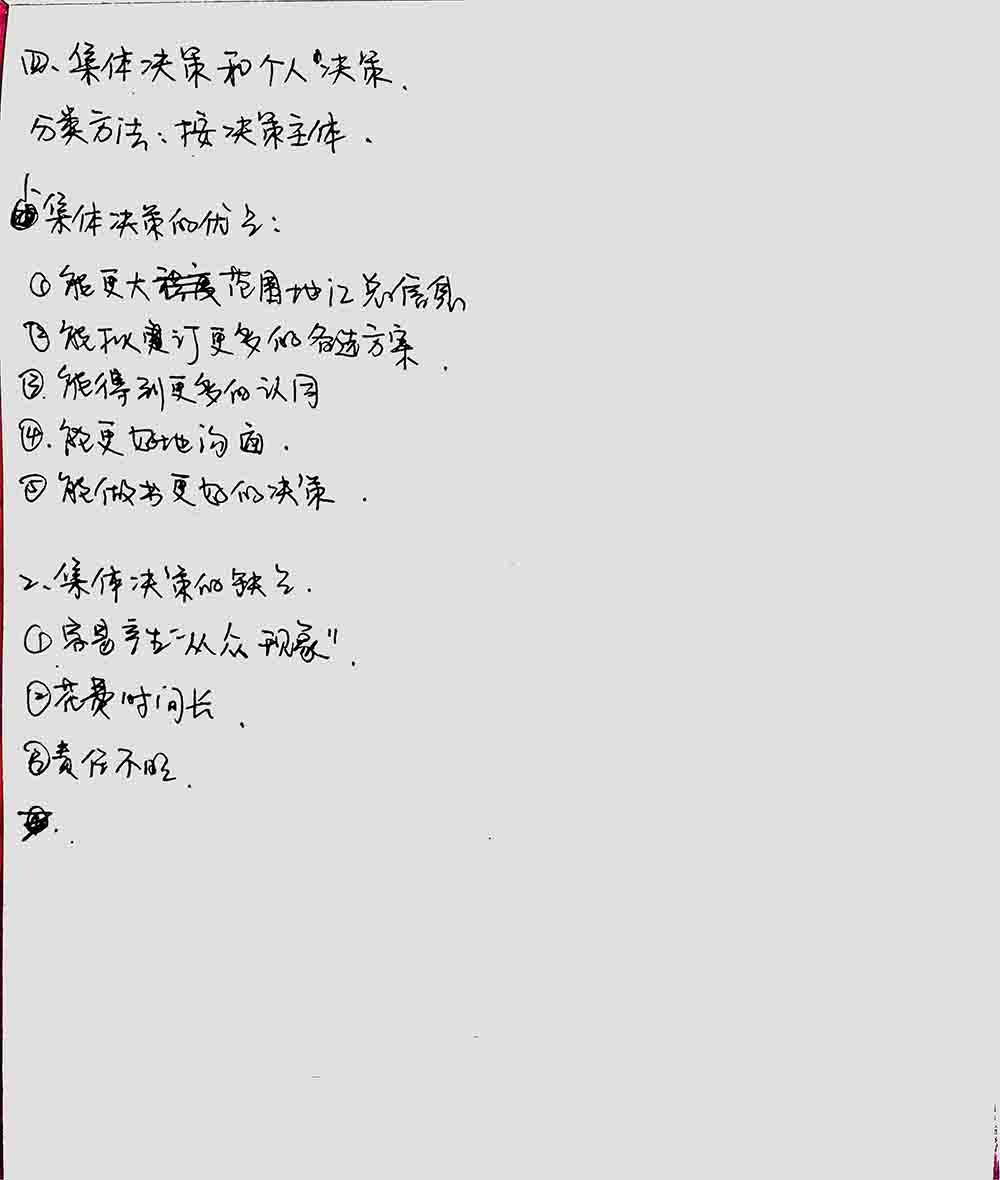 四、集体决策和个人决策.
分类方法：按决策主体.
1、集体决策的优点：
①能更大范围地汇总信息
②能拟订更多的备选方案.
③.能得到更多的认同
④.能更好地沟通.
⑤能做出更好的决策.
2、集体决策的缺点.
①容易产生"从众现象".
②花费时间长.
③责任不明.